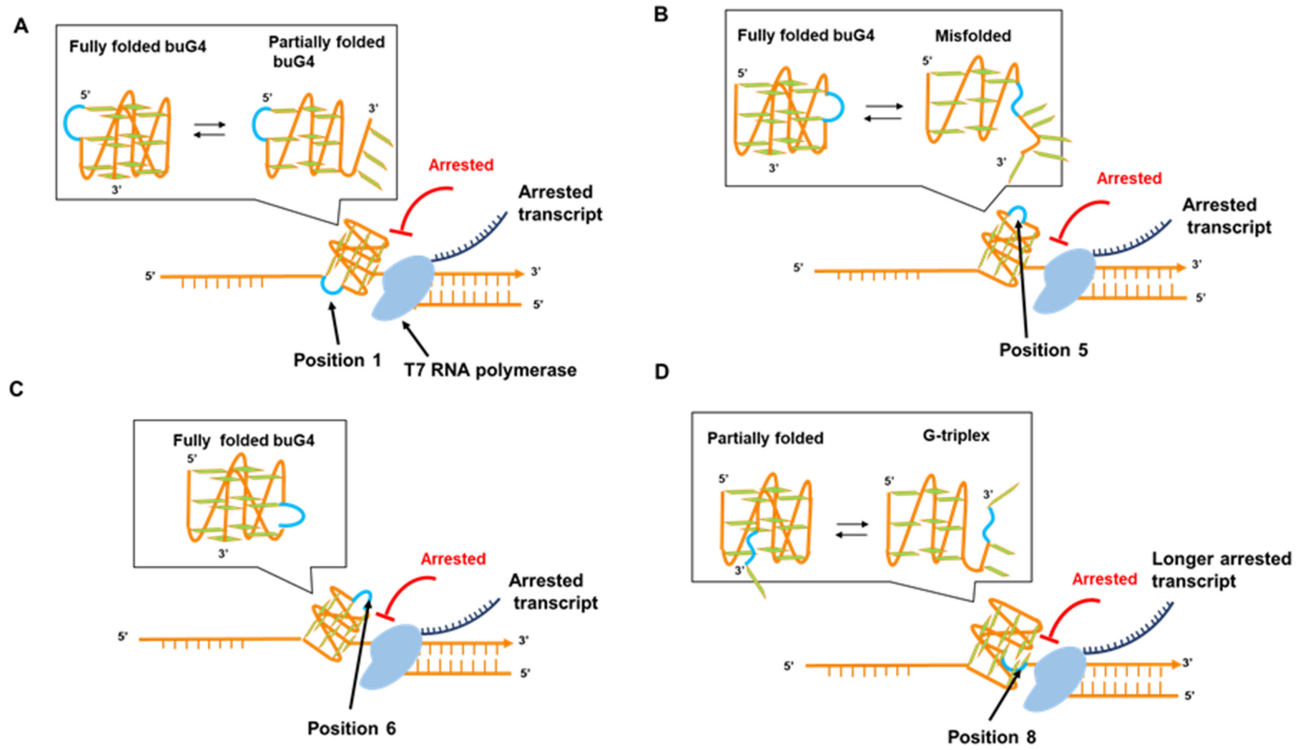 A
Fully folded buG4
Partially folded
buG4
5'
3'
5'
3'
Arrested
Arrested
transcript
5'
3'
5'
Position 1
T7 RNA polymerase
B
Fully folded buG4
Misfolded
5'
3'
5'
3'
Arrested
Arrested
transcript
5'
3'
5'
Position 5
C
Fully folded buG4
5'
3'
Arrested
Arrested
transcript
5'
3'
5'
Position 6
D
Partially folded
G-triplex
5'
3'
5'
3'
Arrested
Longer arrested
transcript
5'
3'
5'
Position 8